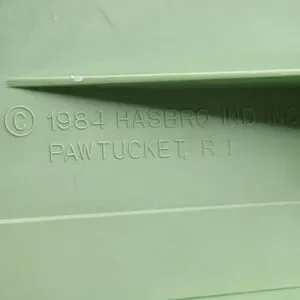 © 1984 HASBRO IND INC
PAWTUCKET, R.I